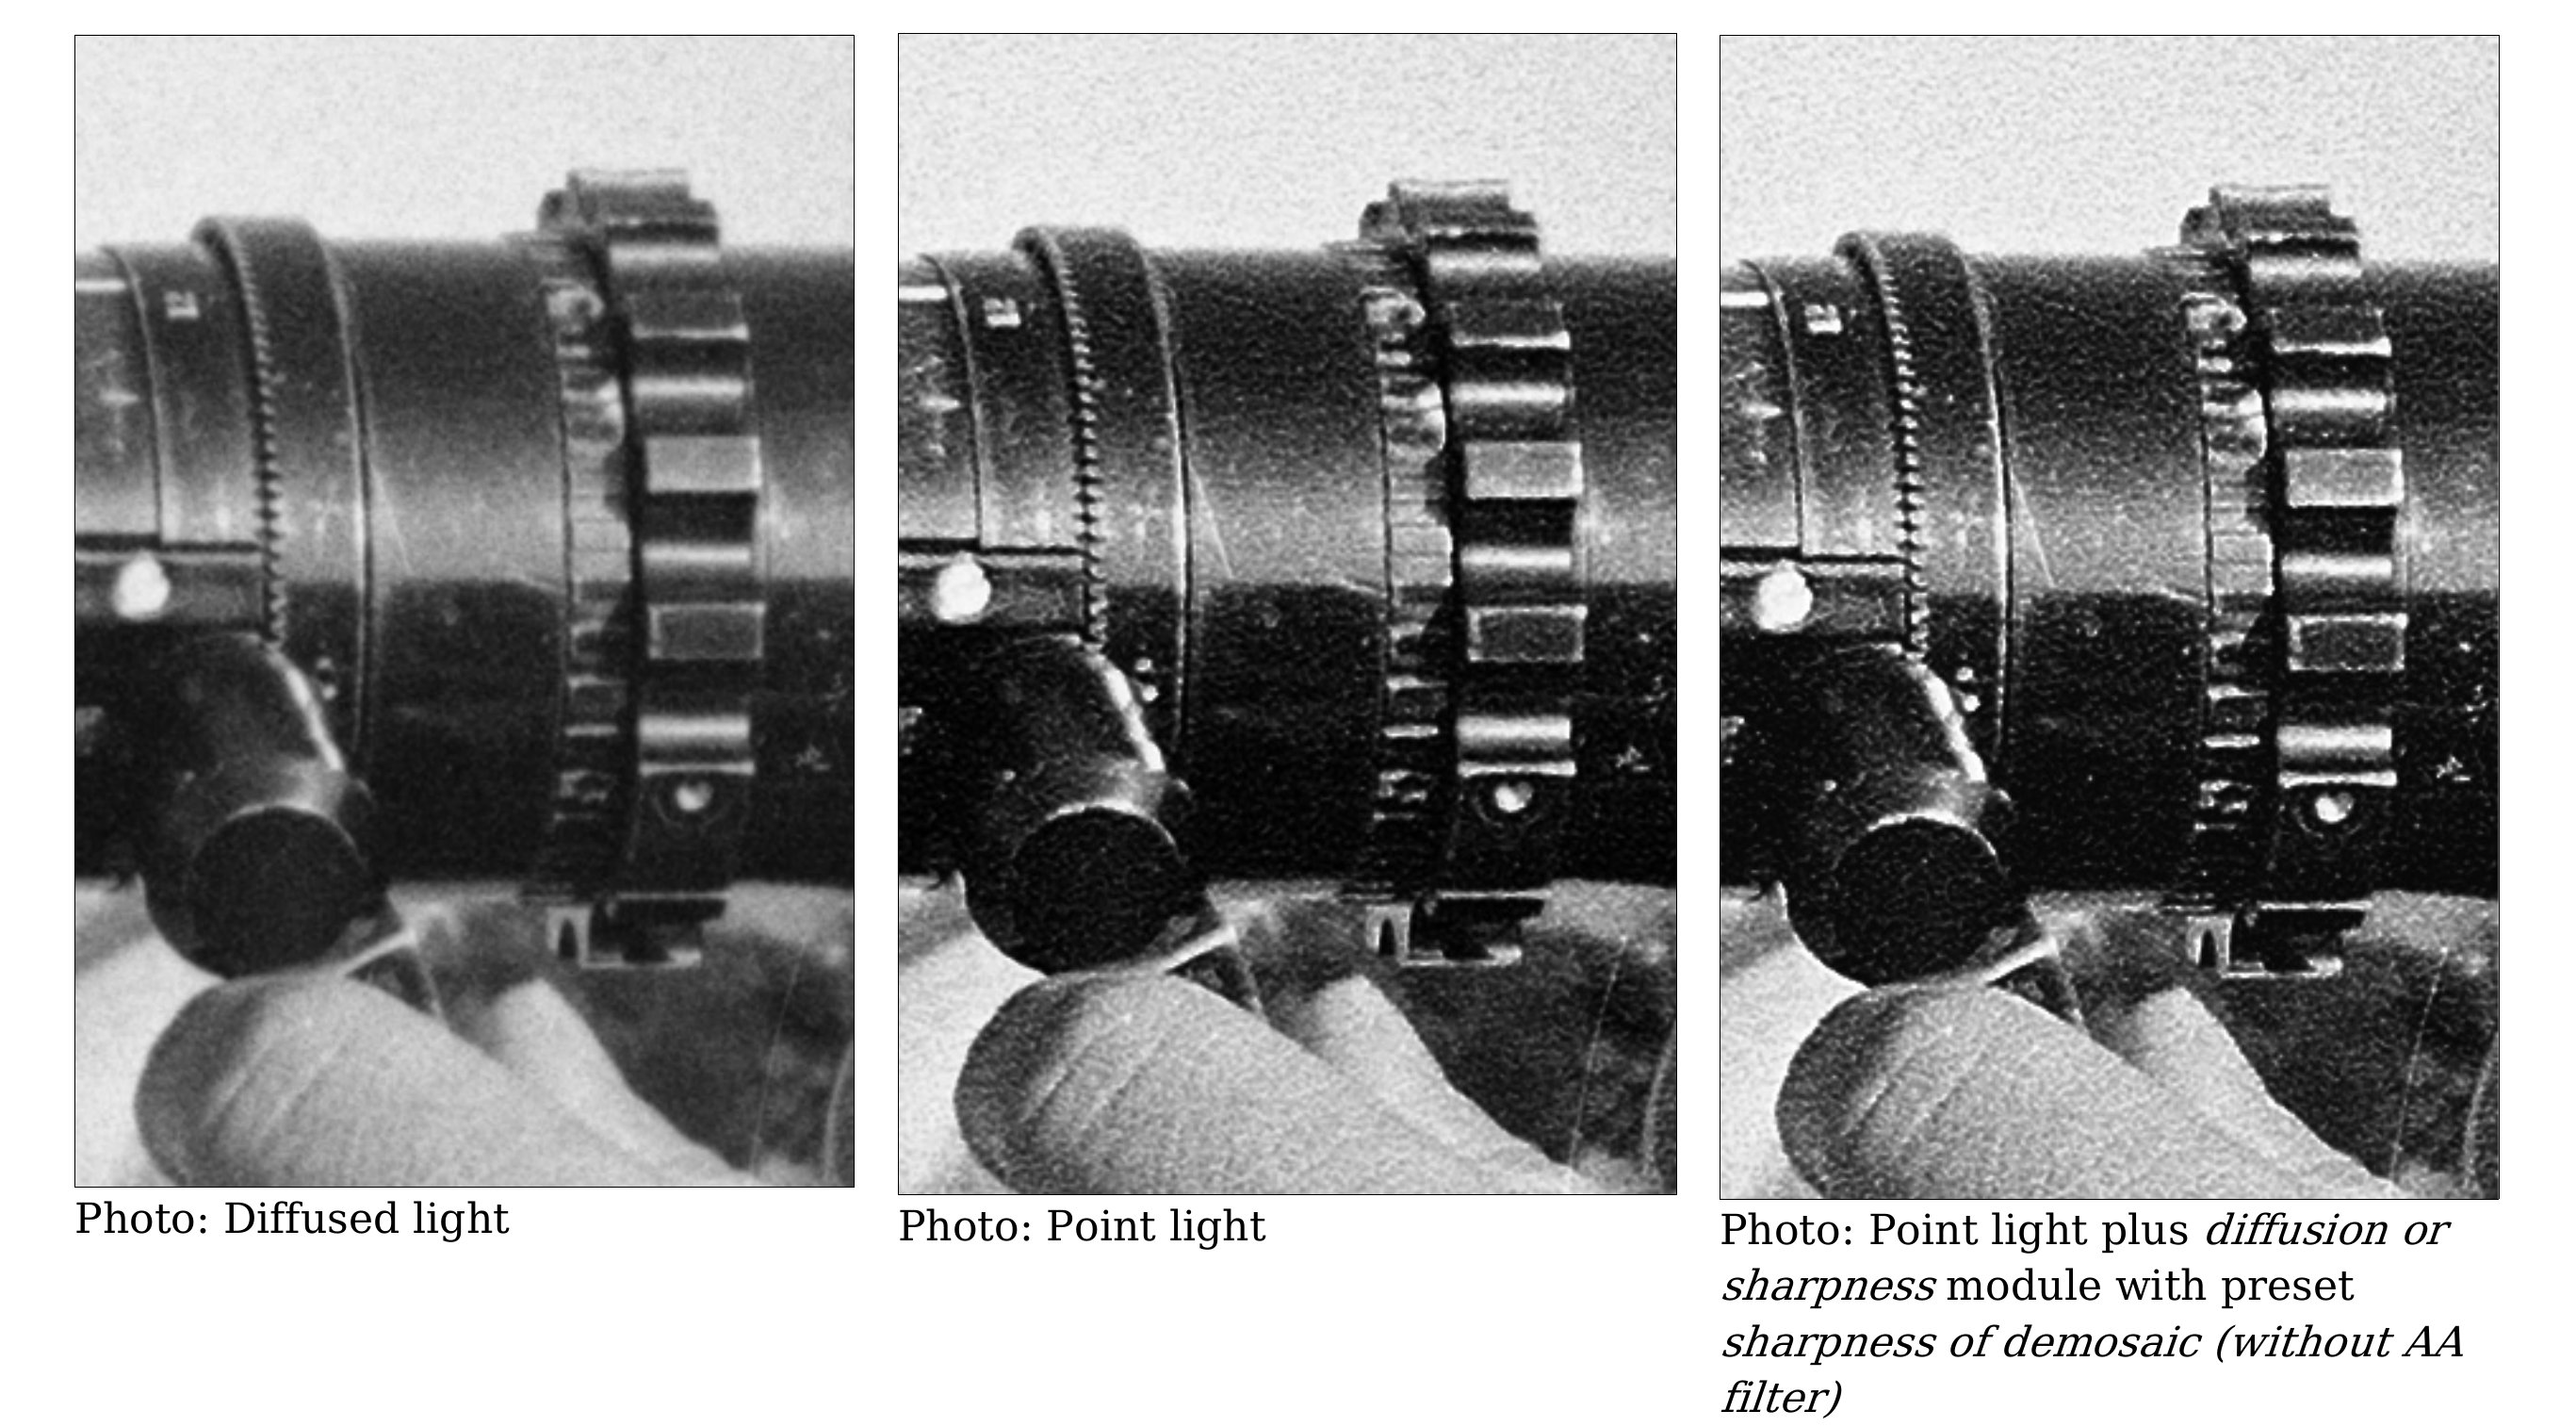 Photo: Diffused light
Photo: Point light
Photo: Point light plus diffusion or
sharpness module with preset
sharpness of demosaic (without AA
filter)